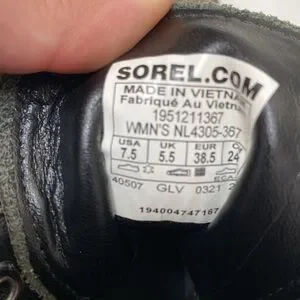 SOREL.COM
MADE IN VIETNAM
Fabriqué Au Vietnam
1951211367
WMN'S NL4305-367
USA UK EUR
7.5 5.5 38.5 24
40507 GLV 0321
194004747167